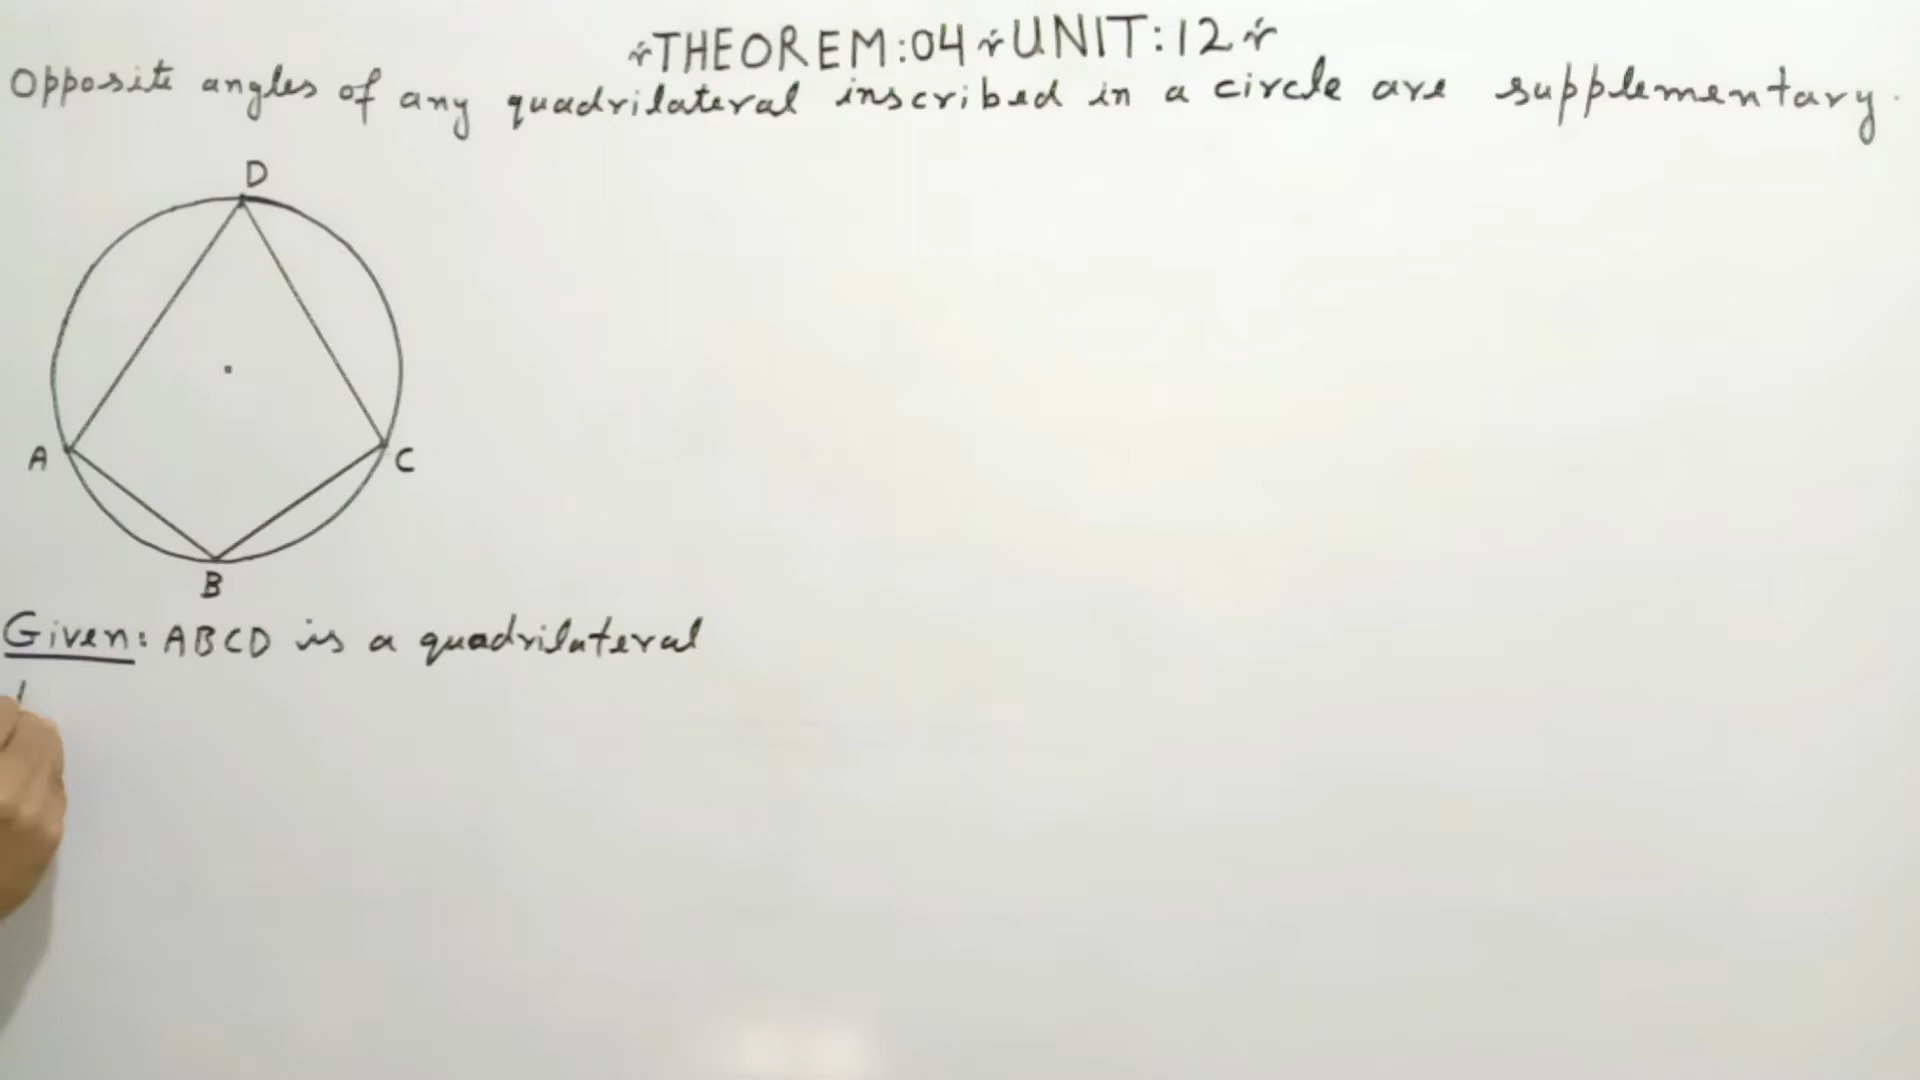 THEOREM:04 UNIT:12
Opposite angles of any quadrilateral inscribed in a circle are supplementary.
D
A
C
B
Given: ABCD is a quadrilateral